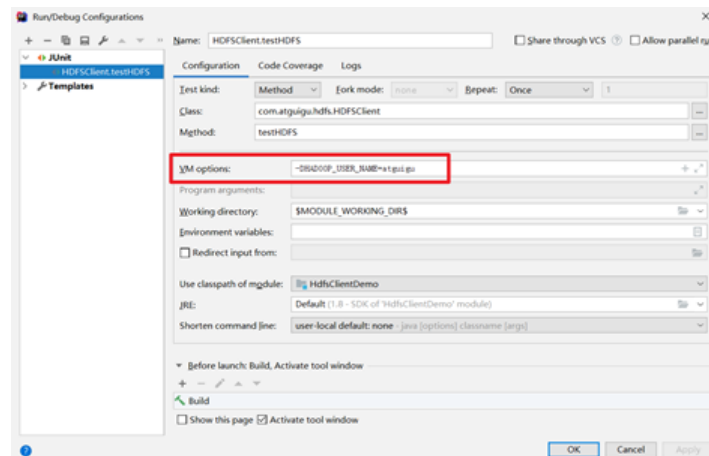 Run/Debug Configurations
Name: HDFSClient.testHDFS Share through VCS Allow parallel
JUnit
HDFSClient.testHDFS
Templates
Configuration Code Coverage Logs
Test kind: Method Fork mode: none Repeat: Once 1
Class: com.atguigu.hdfs.HDFSClient
Method: testHDFS
VM options: -DHADOOP_USER_NAME=atguigu
Program arguments:
Working directory: $MODULE_WORKING_DIR$
Environment variables:
Redirect input from:
Use classpath of module: HdfsClientDemo
JRE: Default (1.8 - SDK of 'HdfsClientDemo' module)
Shorten command line: user-local default: none - java [options] classname [args]
Before launch: Build, Activate tool window
Build
Show this page Activate tool window
OK Cancel Apply